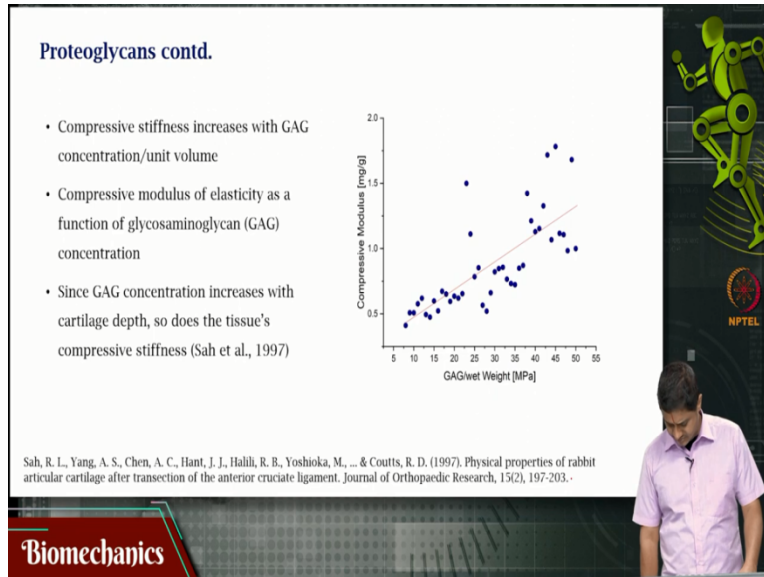 Proteoglycans contd.
• Compressive stiffness increases with GAG
concentration/unit volume
• Compressive modulus of elasticity as a
function of glycosaminoglycan (GAG)
concentration
• Since GAG concentration increases with
cartilage depth, so does the tissue's
compressive stiffness (Sah et al., 1997)
Compressive Modulus [mg/g]
2.0
1.5
1.0
0.5
5 10 15 20 25 30 35 40 45 50 55
GAG/wet Weight [MPa]
Sah, R. L., Yang, A. S., Chen, A. C., Hant, J. J., Halili, R. B., Yoshioka, M., ... & Coutts, R. D. (1997). Physical properties of rabbit
articular cartilage after transection of the anterior cruciate ligament. Journal of Orthopaedic Research, 15(2), 197-203.
NPTEL
Biomechanics